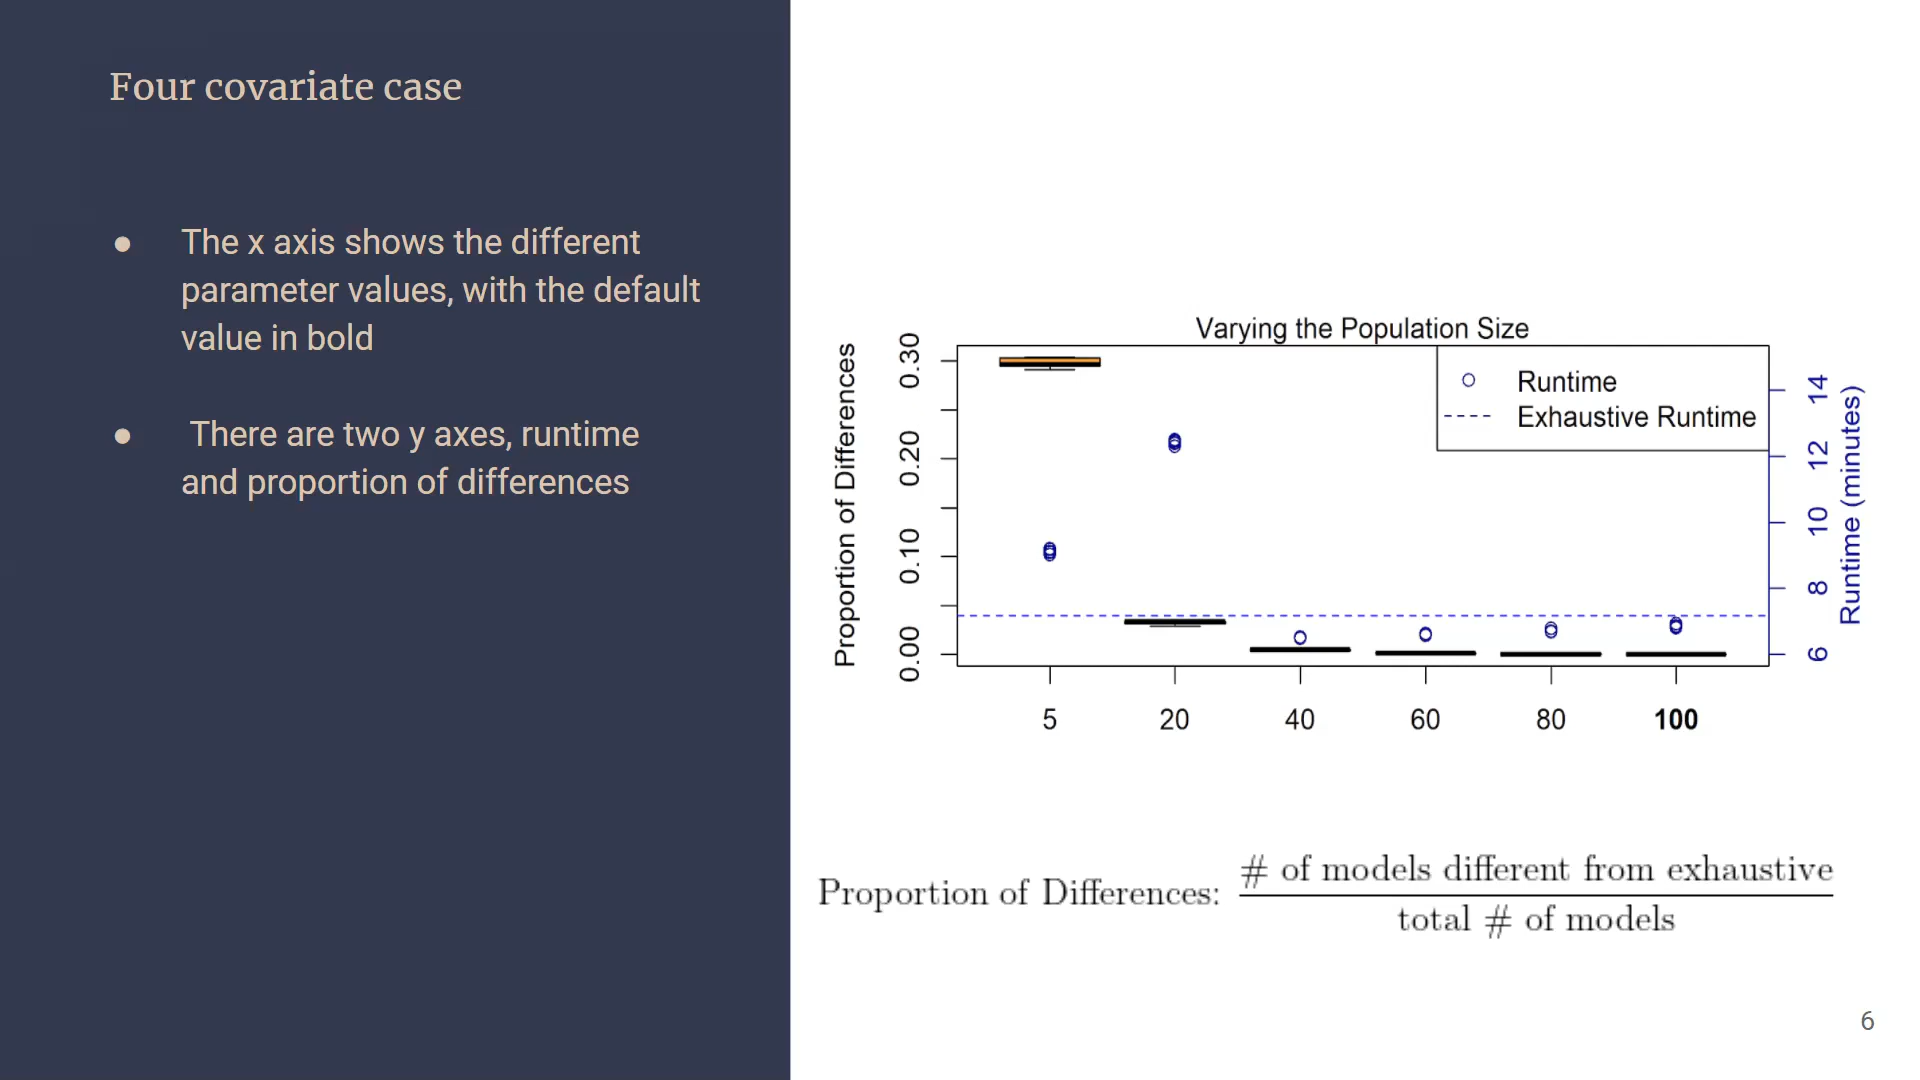 Four covariate case
● The x axis shows the different
parameter values, with the default
value in bold
● There are two y axes, runtime
and proportion of differences
Varying the Population Size
Proportion of Differences
0.00 0.10 0.20 0.30
Runtime
Exhaustive Runtime
6 8 10 12 14
Runtime (minutes)
5 20 40 60 80 100
Proportion of Differences: # of models different from exhaustive
total # of models
6